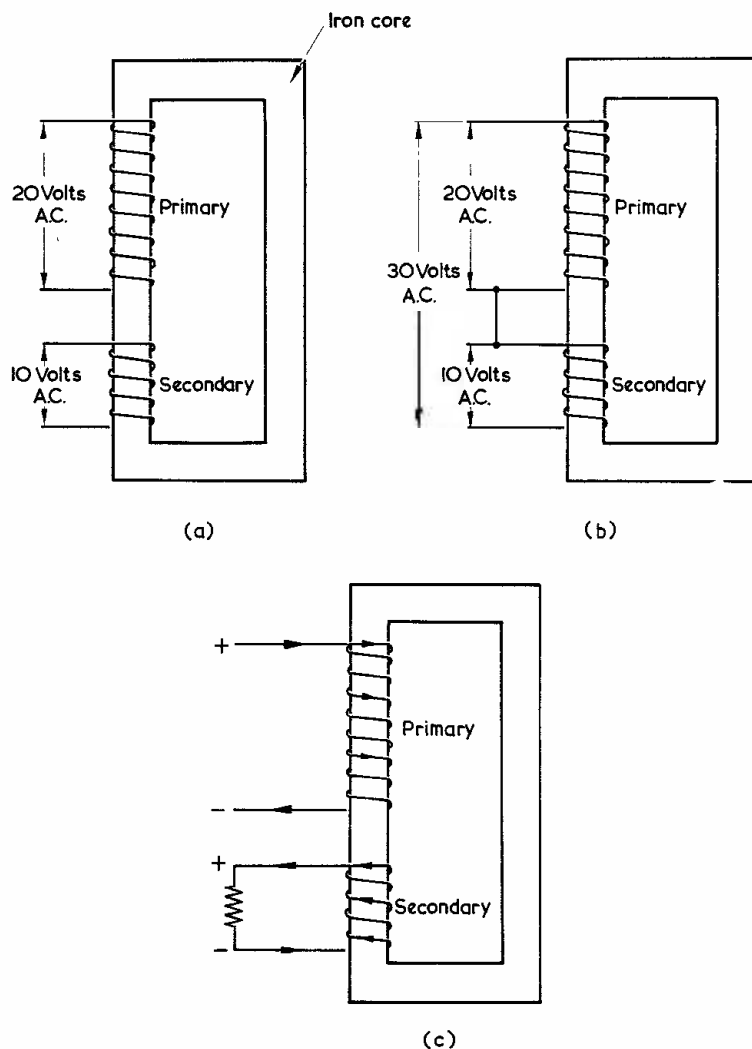 Iron core
20 Volts
A.C.
Primary
10 Volts
A.C.
Secondary
(a)
20 Volts
A.C.
Primary
30 Volts
A.C.
10 Volts
A.C.
Secondary
(b)
+
Primary
-
+
Secondary
-
(c)